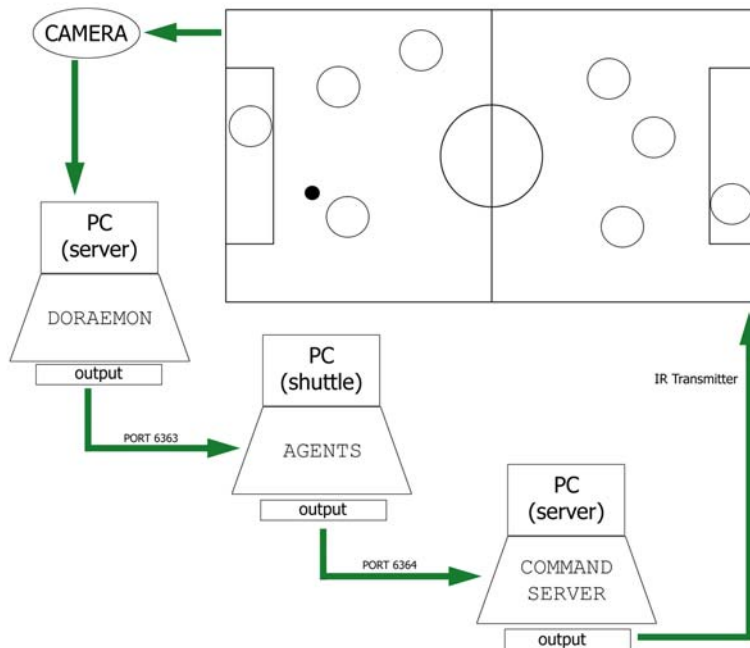 CAMERA
PC
(server)
DORAEMON
output
PORT 6363
PC
(shuttle)
AGENTS
output
PORT 6364
PC
(server)
COMMAND
SERVER
output
IR Transmitter